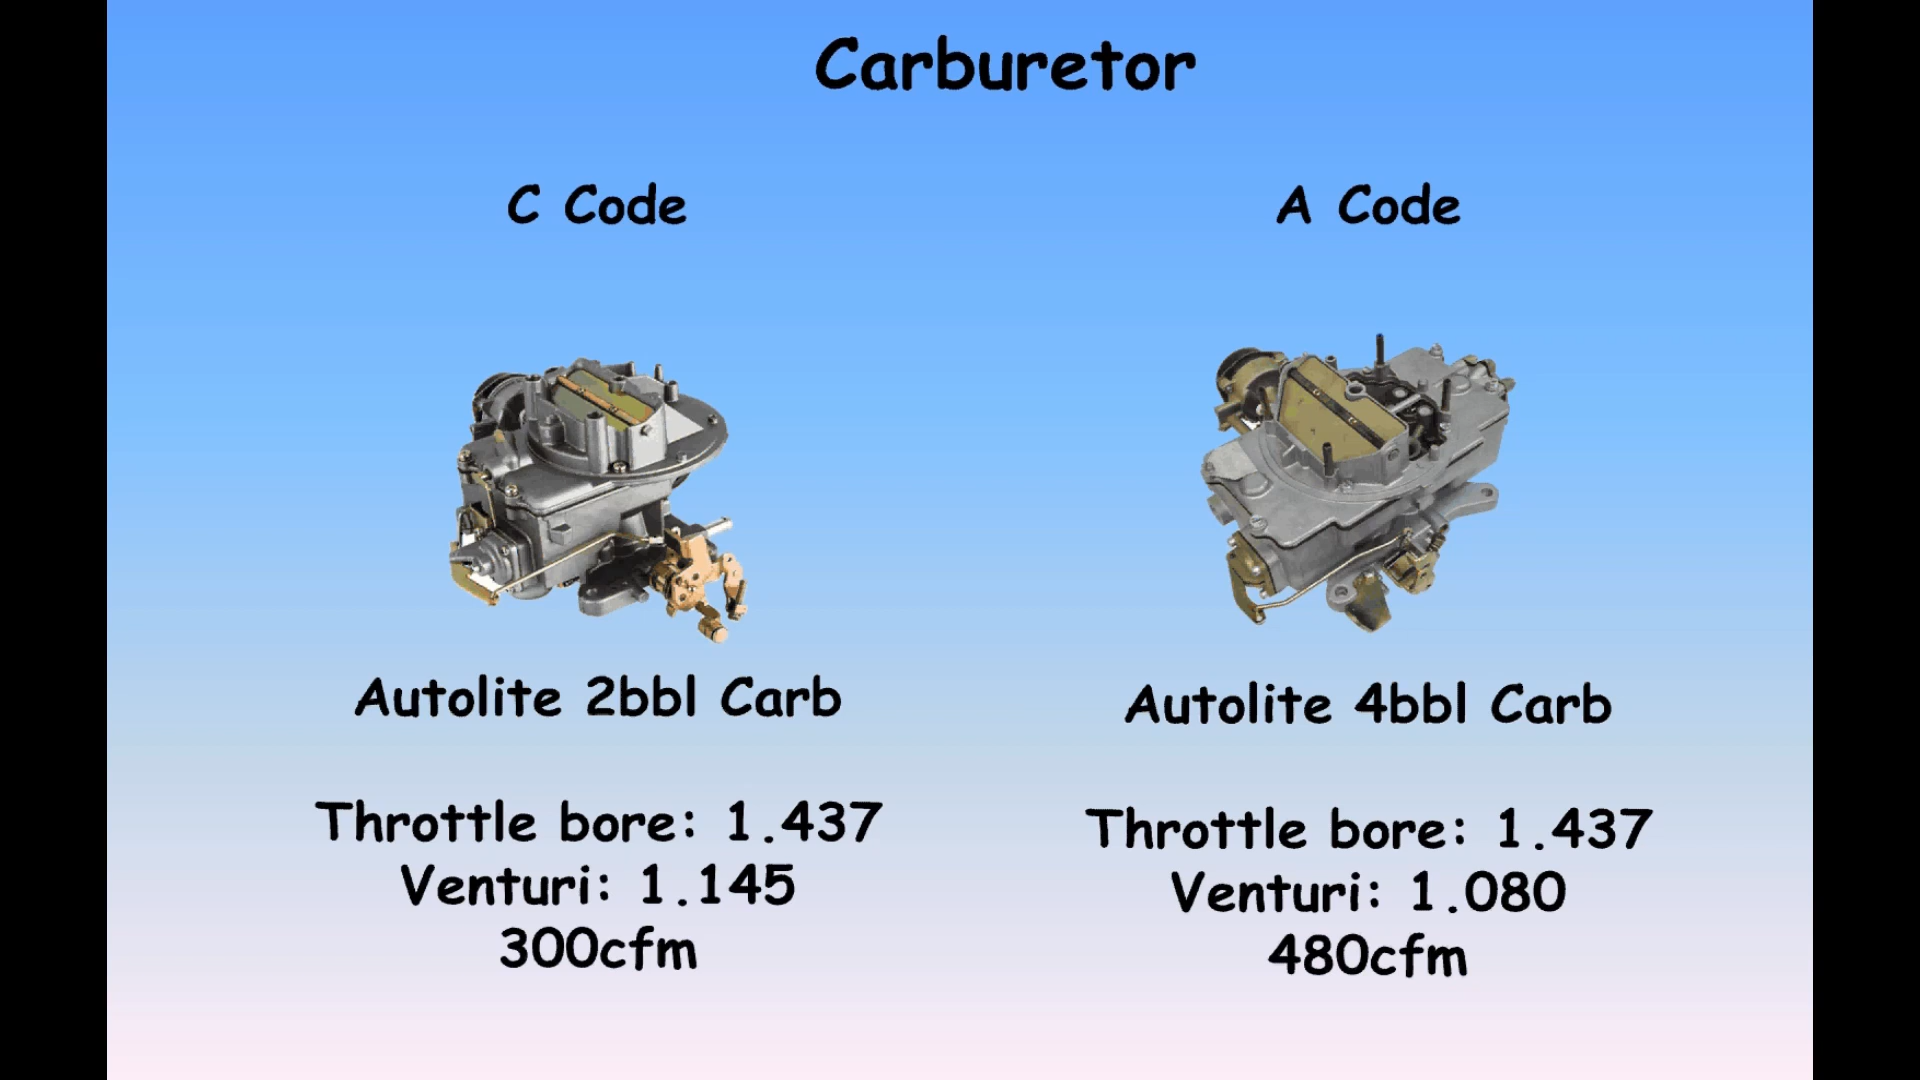 Carburetor
C Code
Autolite 2bbl Carb
Throttle bore: 1.437
Venturi: 1.145
300cfm
A Code
Autolite 4bbl Carb
Throttle bore: 1.437
Venturi: 1.080
480cfm